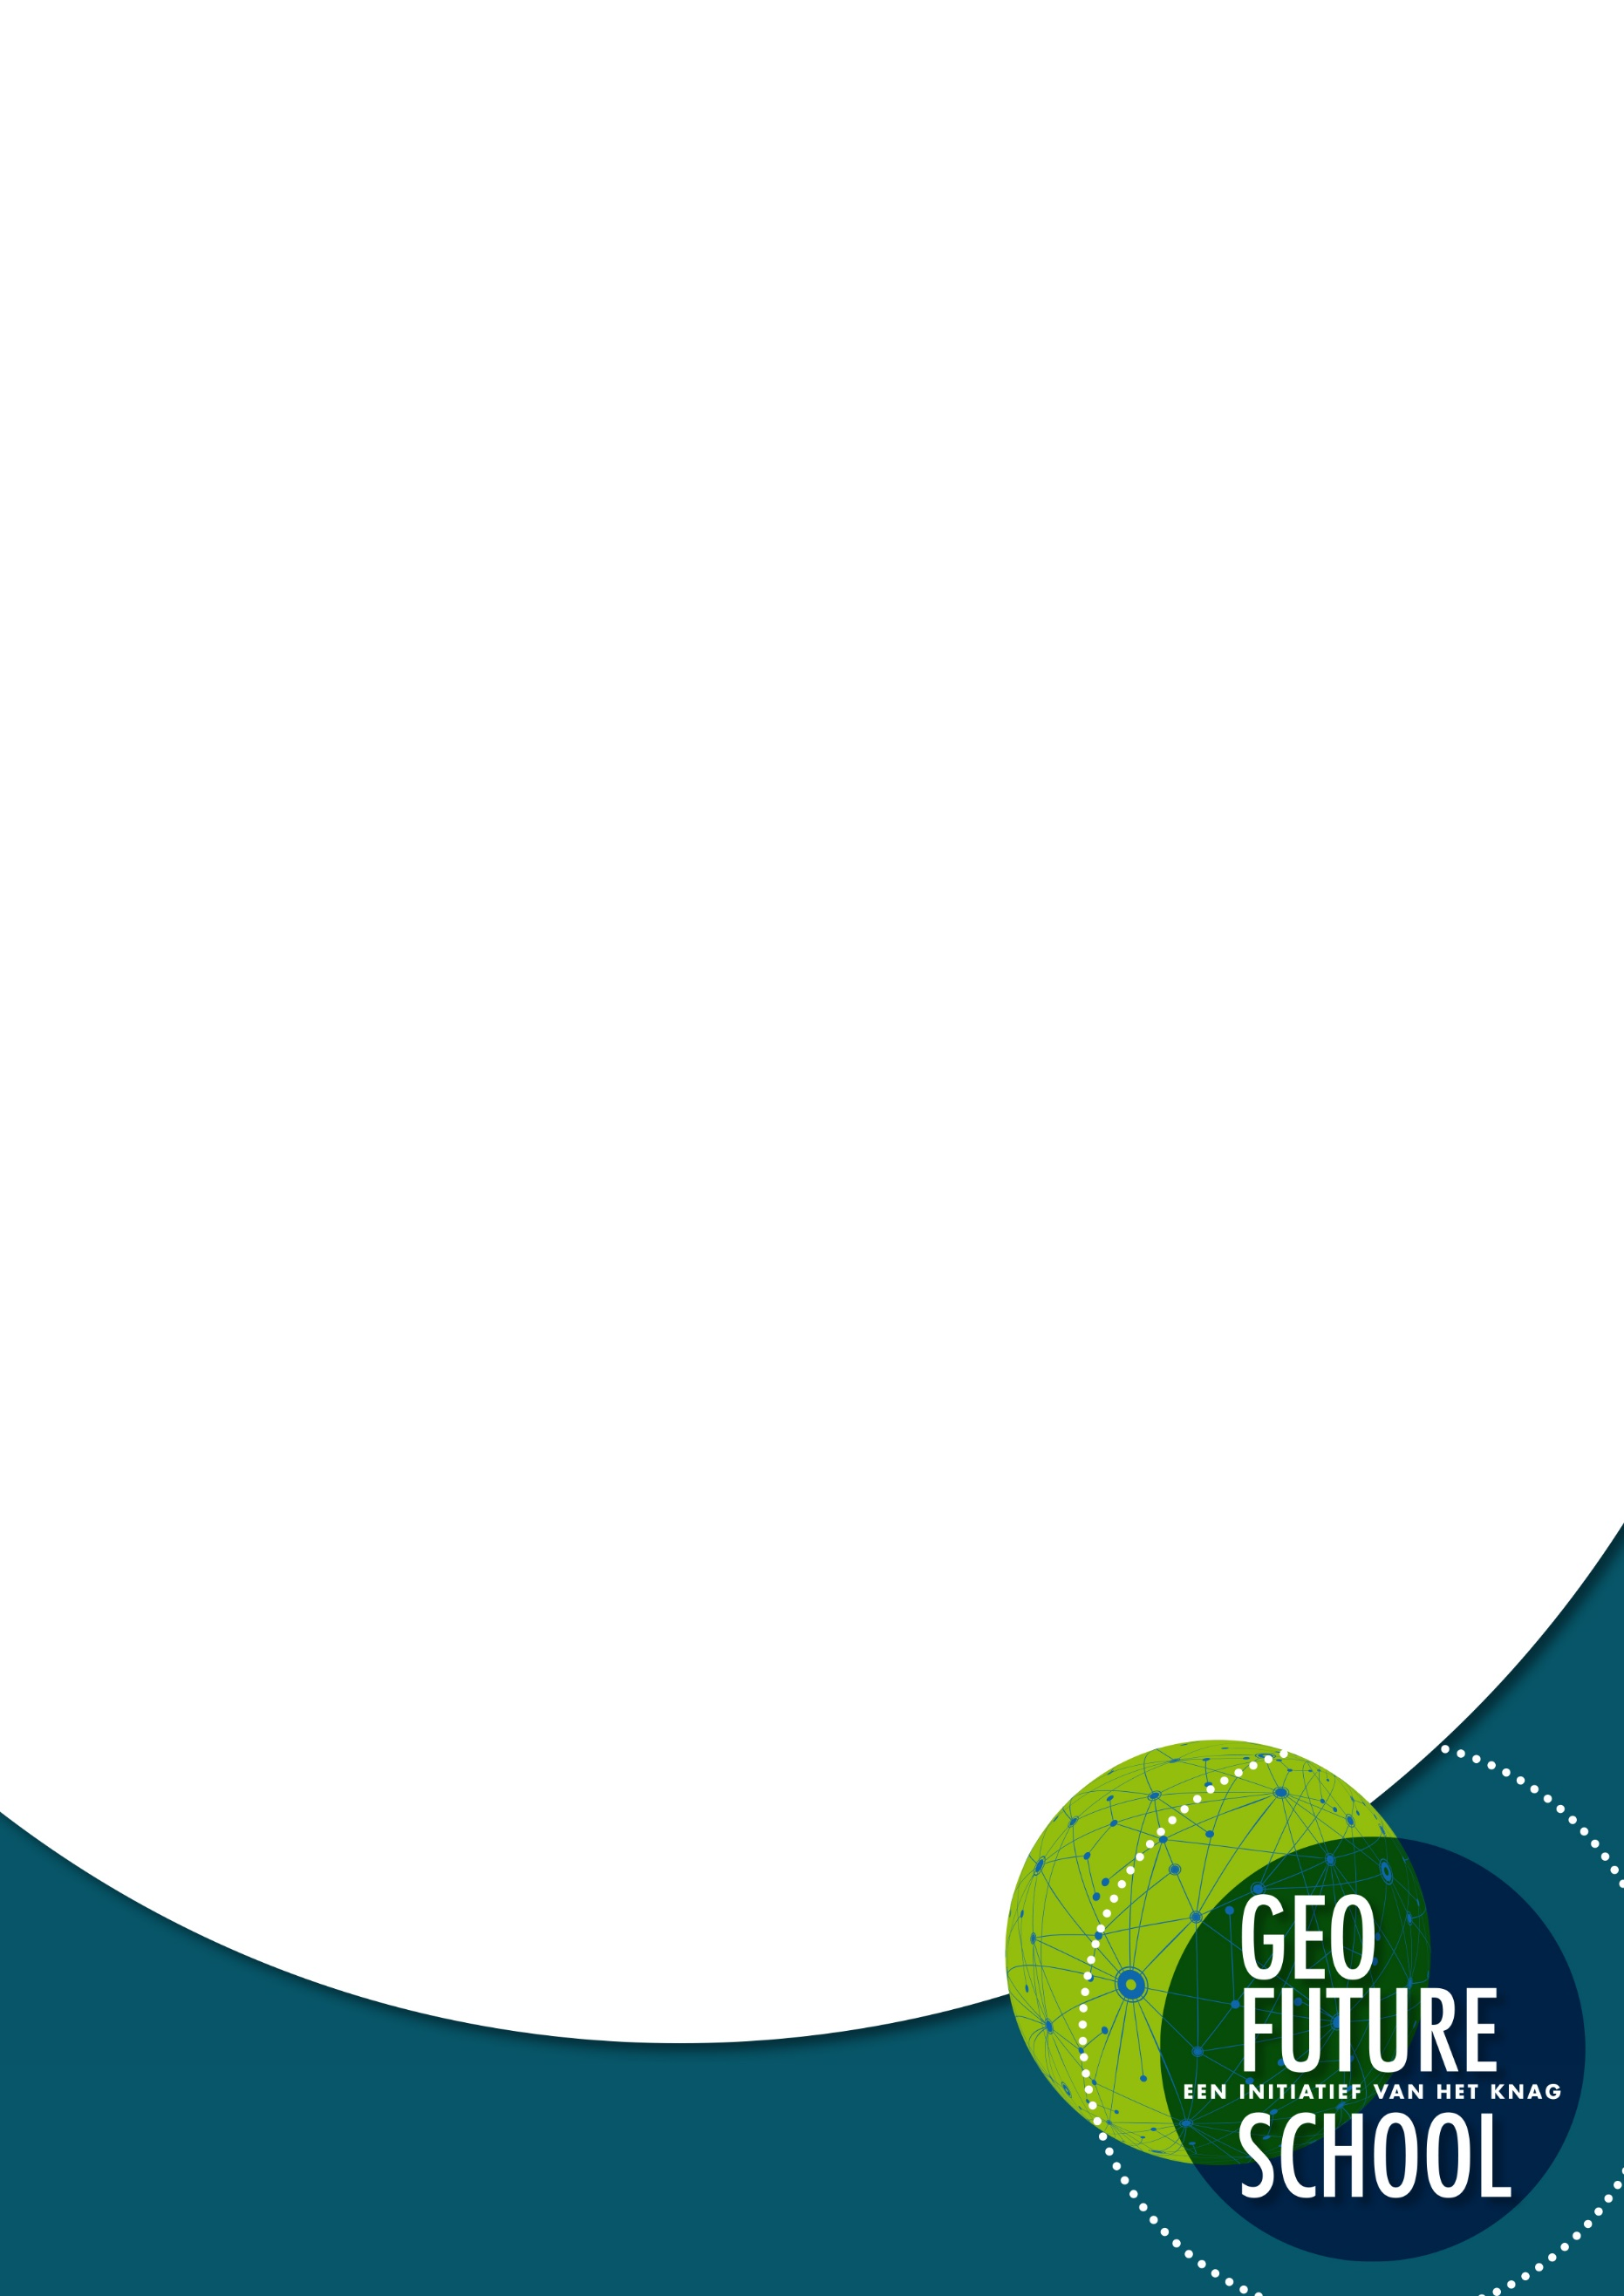 GEO
FUTURE
EEN INITIATIEF VAN HET KNAG
SCHOOL